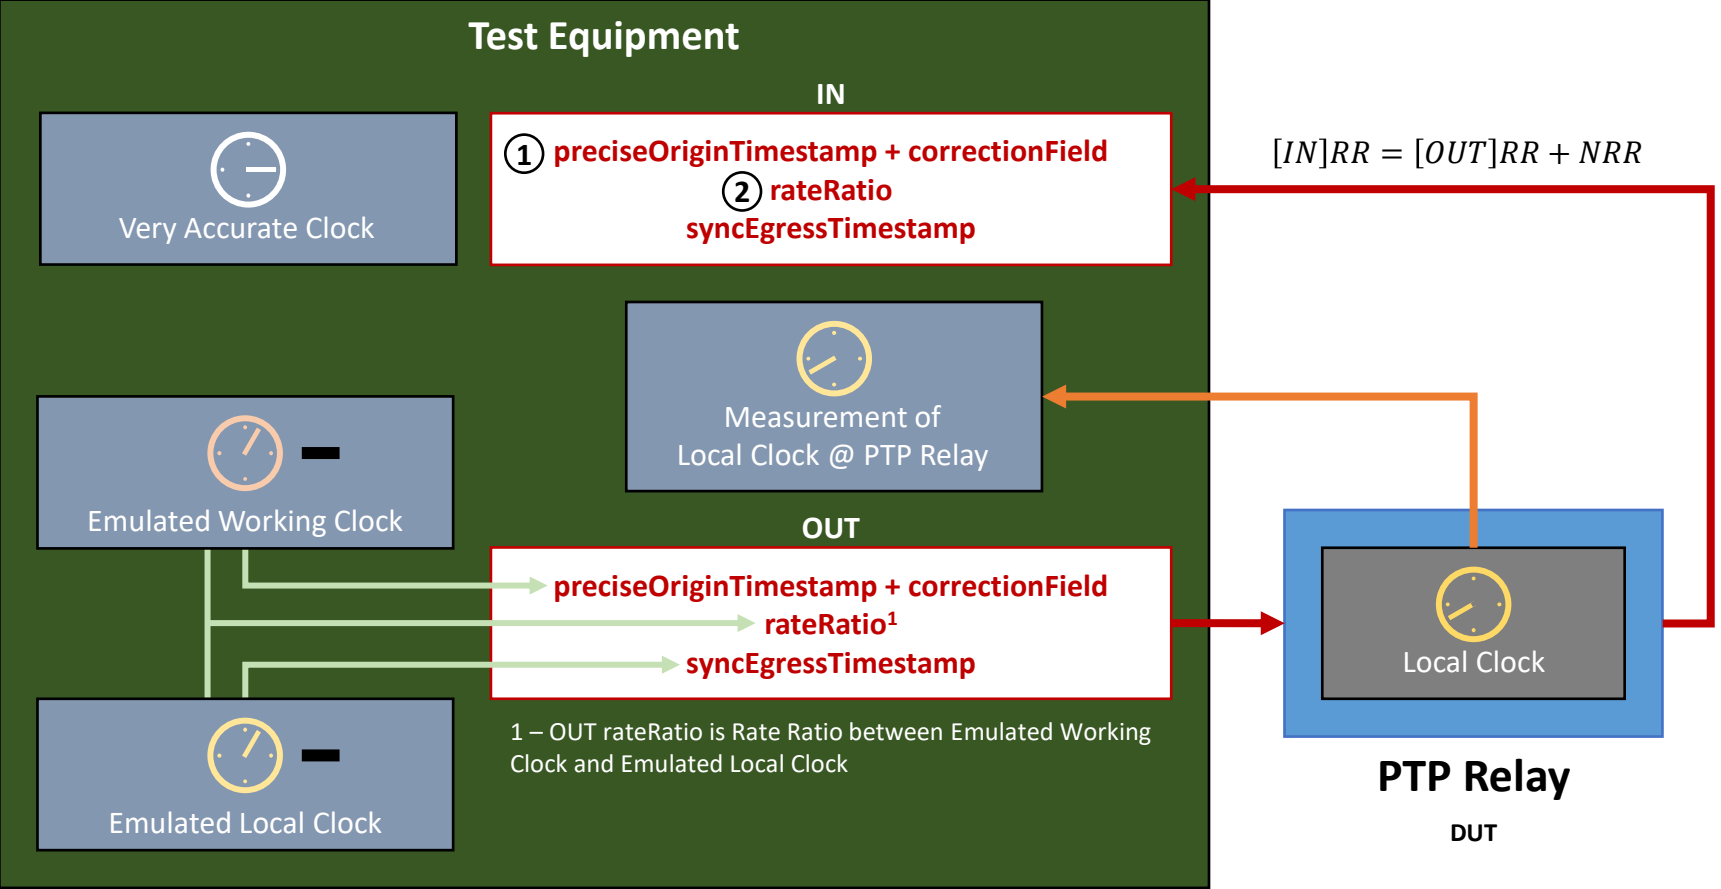 Test Equipment
IN
Very Accurate Clock
① preciseOriginTimestamp + correctionField
② rateRatio
syncEgressTimestamp
[IN]RR = [OUT]RR + NRR
Measurement of
Local Clock @ PTP Relay
Emulated Working Clock
OUT
preciseOriginTimestamp + correctionField
rateRatio¹
syncEgressTimestamp
1 – OUT rateRatio is Rate Ratio between Emulated Working
Clock and Emulated Local Clock
Emulated Local Clock
Local Clock
PTP Relay
DUT